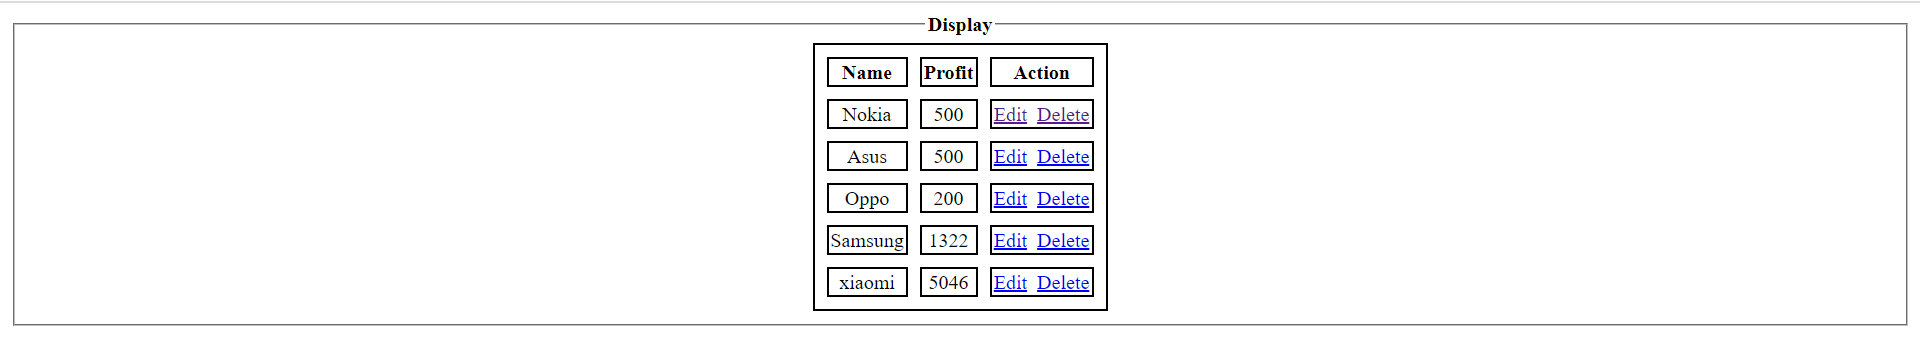 Display
Name Profit Action
Nokia 500 Edit Delete
Asus 500 Edit Delete
Oppo 200 Edit Delete
Samsung 1322 Edit Delete
xiaomi 5046 Edit Delete